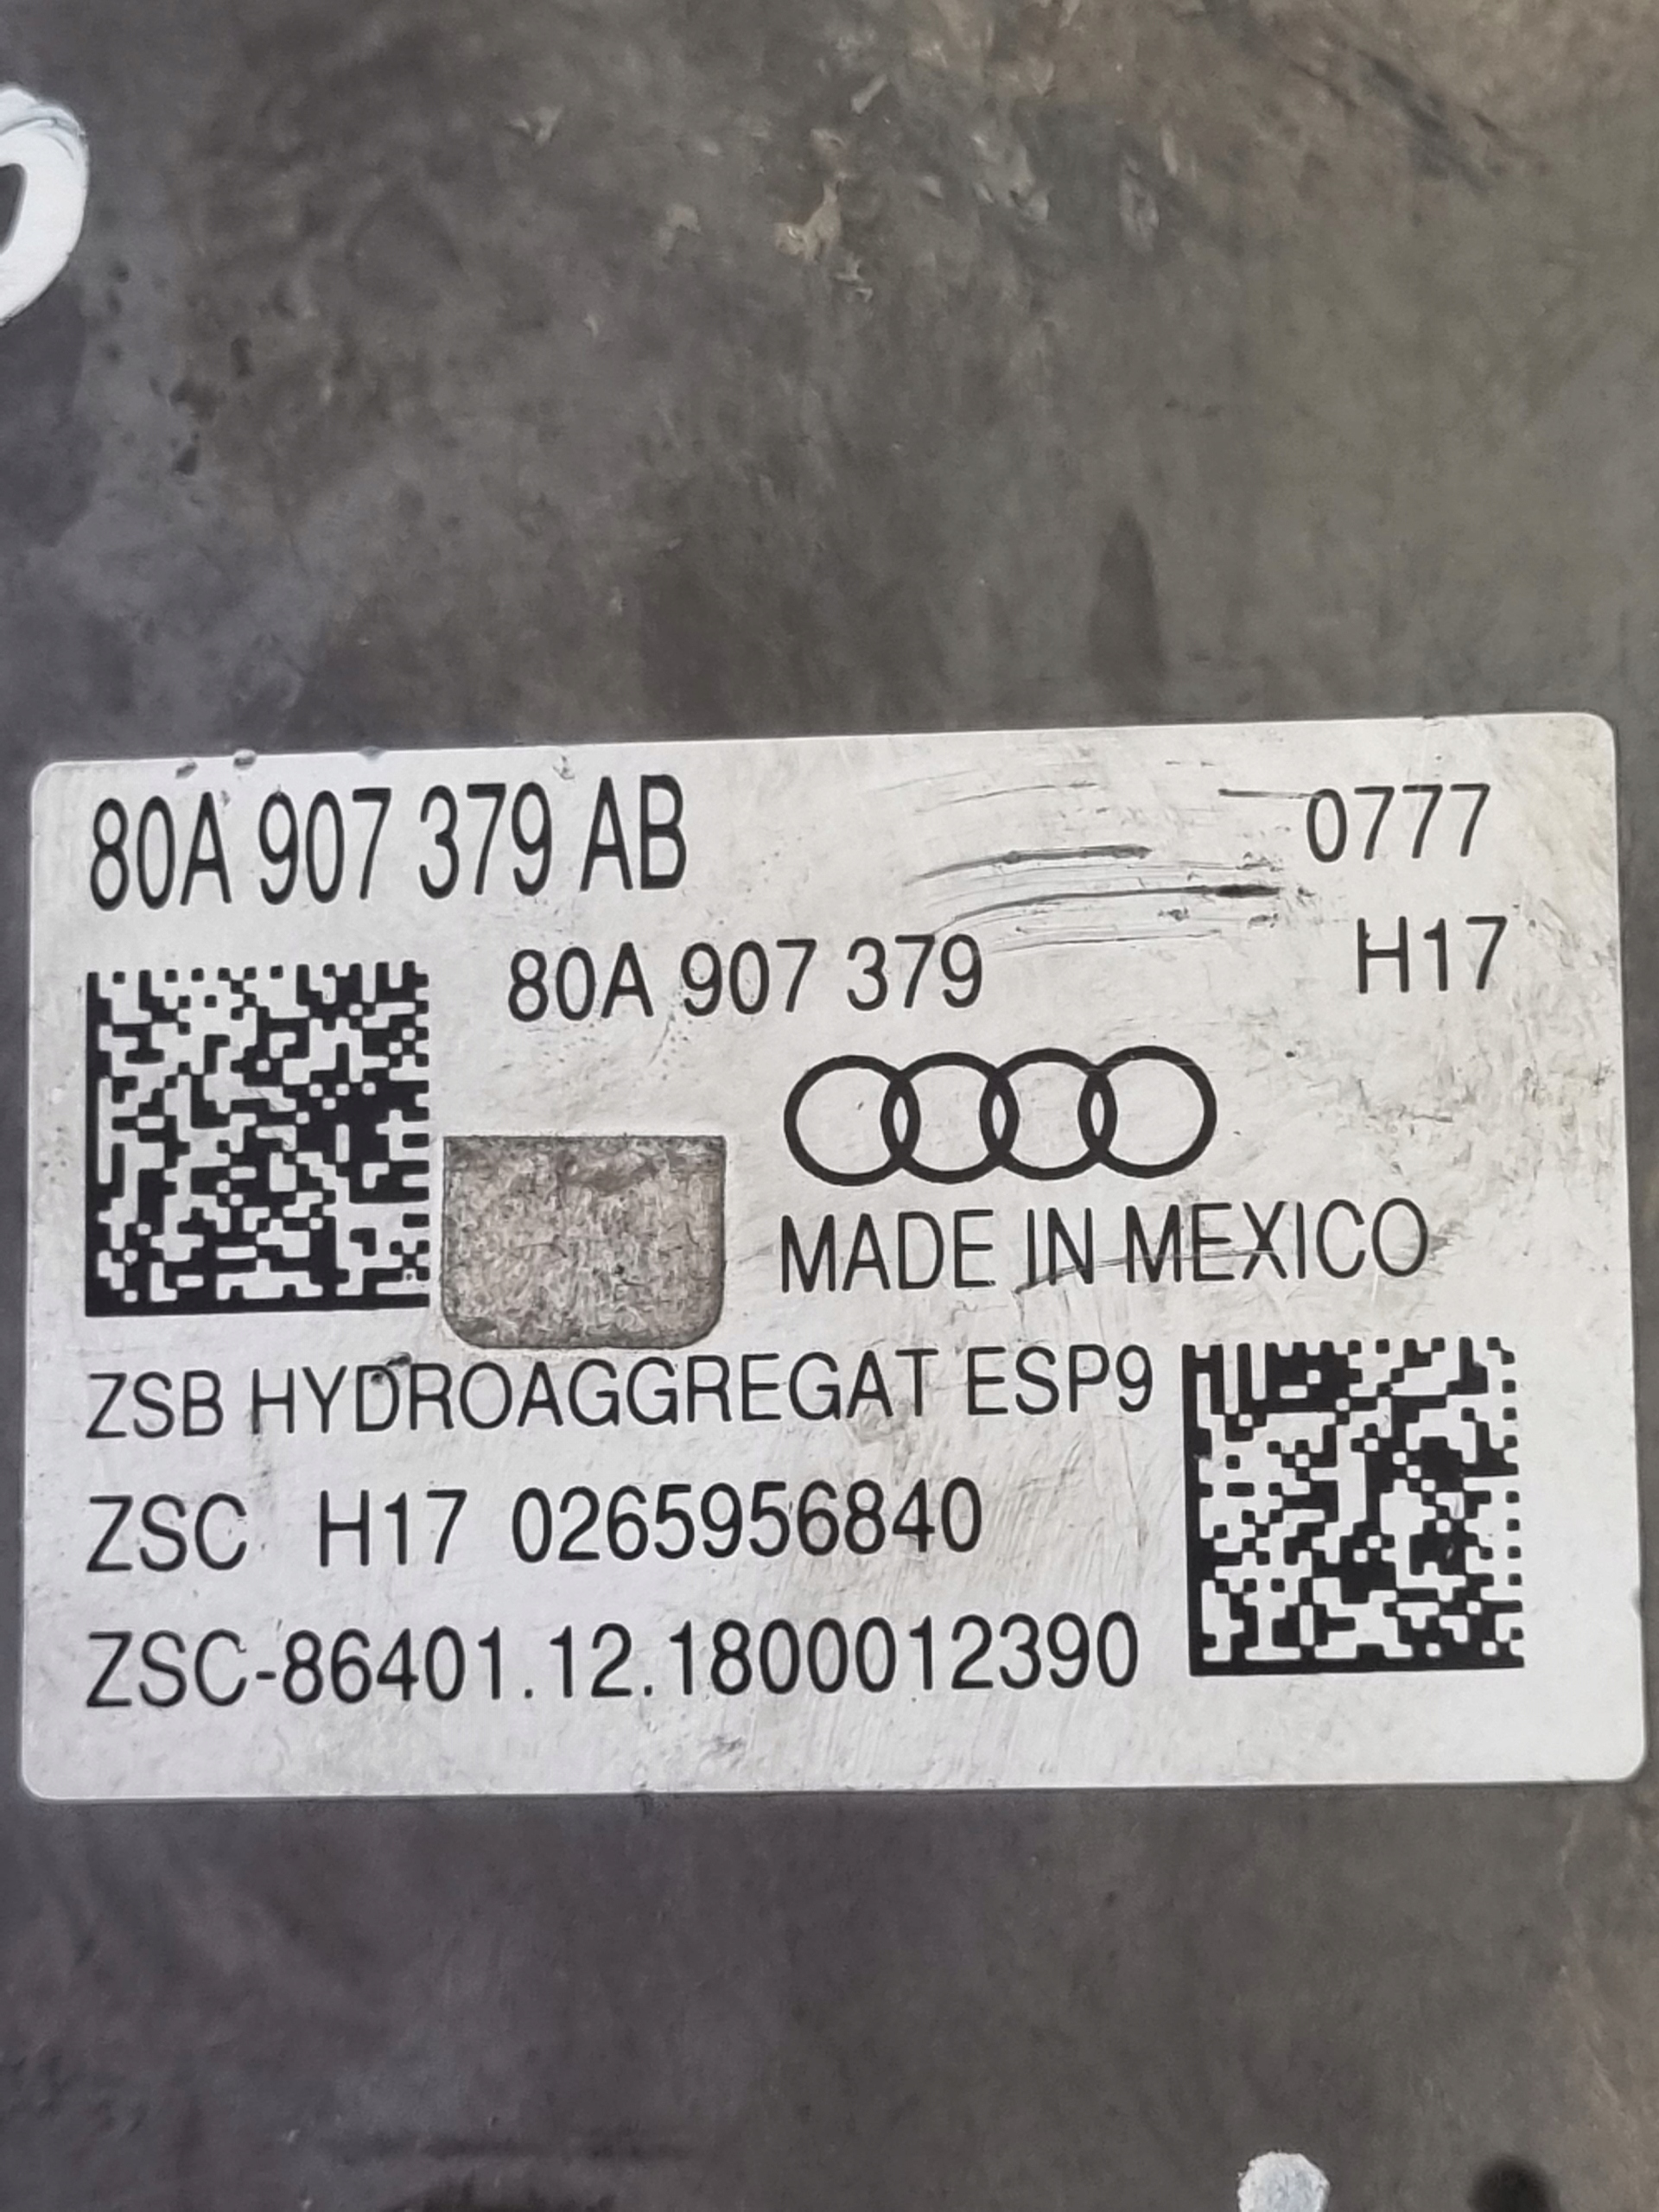 80A 907 379 AB 0777
80A 907 379 H17
MADE IN MEXICO
ZSB HYDROAGGREGAT ESP9
ZSC H17 0265956840
ZSC-86401.12.1800012390